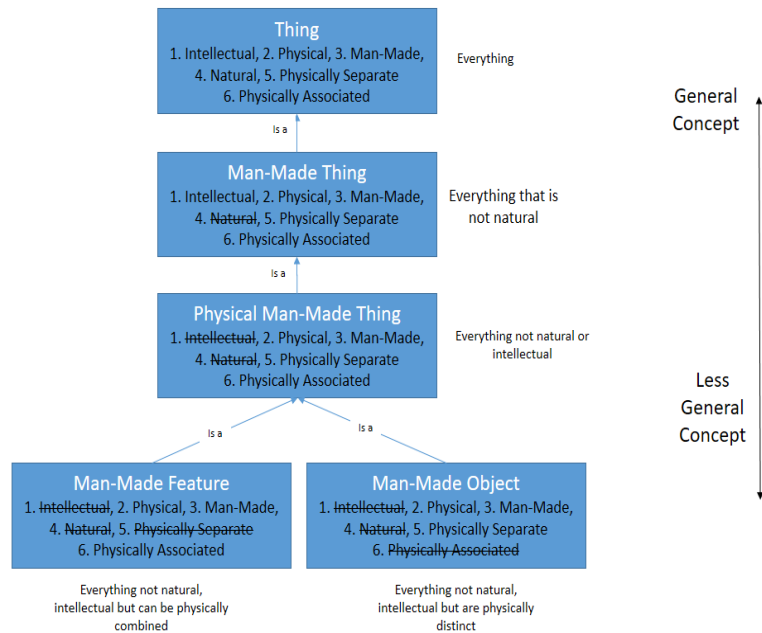 Thing
1. Intellectual, 2. Physical, 3. Man-Made,
4. Natural, 5. Physically Separate
6. Physically Associated
Everything
General
Concept
Is a
Man-Made Thing
1. Intellectual, 2. Physical, 3. Man-Made,
4. Natural, 5. Physically Separate
6. Physically Associated
Everything that is
not natural
Is a
Physical Man-Made Thing
1. Intellectual, 2. Physical, 3. Man-Made,
4. Natural, 5. Physically Separate
6. Physically Associated
Everything not natural or
intellectual
Less
General
Concept
Is a
Is a
Man-Made Feature
1. Intellectual, 2. Physical, 3. Man-Made,
4. Natural, 5. Physically Separate
6. Physically Associated
Man-Made Object
1. Intellectual, 2. Physical, 3. Man-Made,
4. Natural, 5. Physically Separate
6. Physically Associated
Everything not natural,
intellectual but can be physically
combined
Everything not natural,
intellectual but are physically
distinct